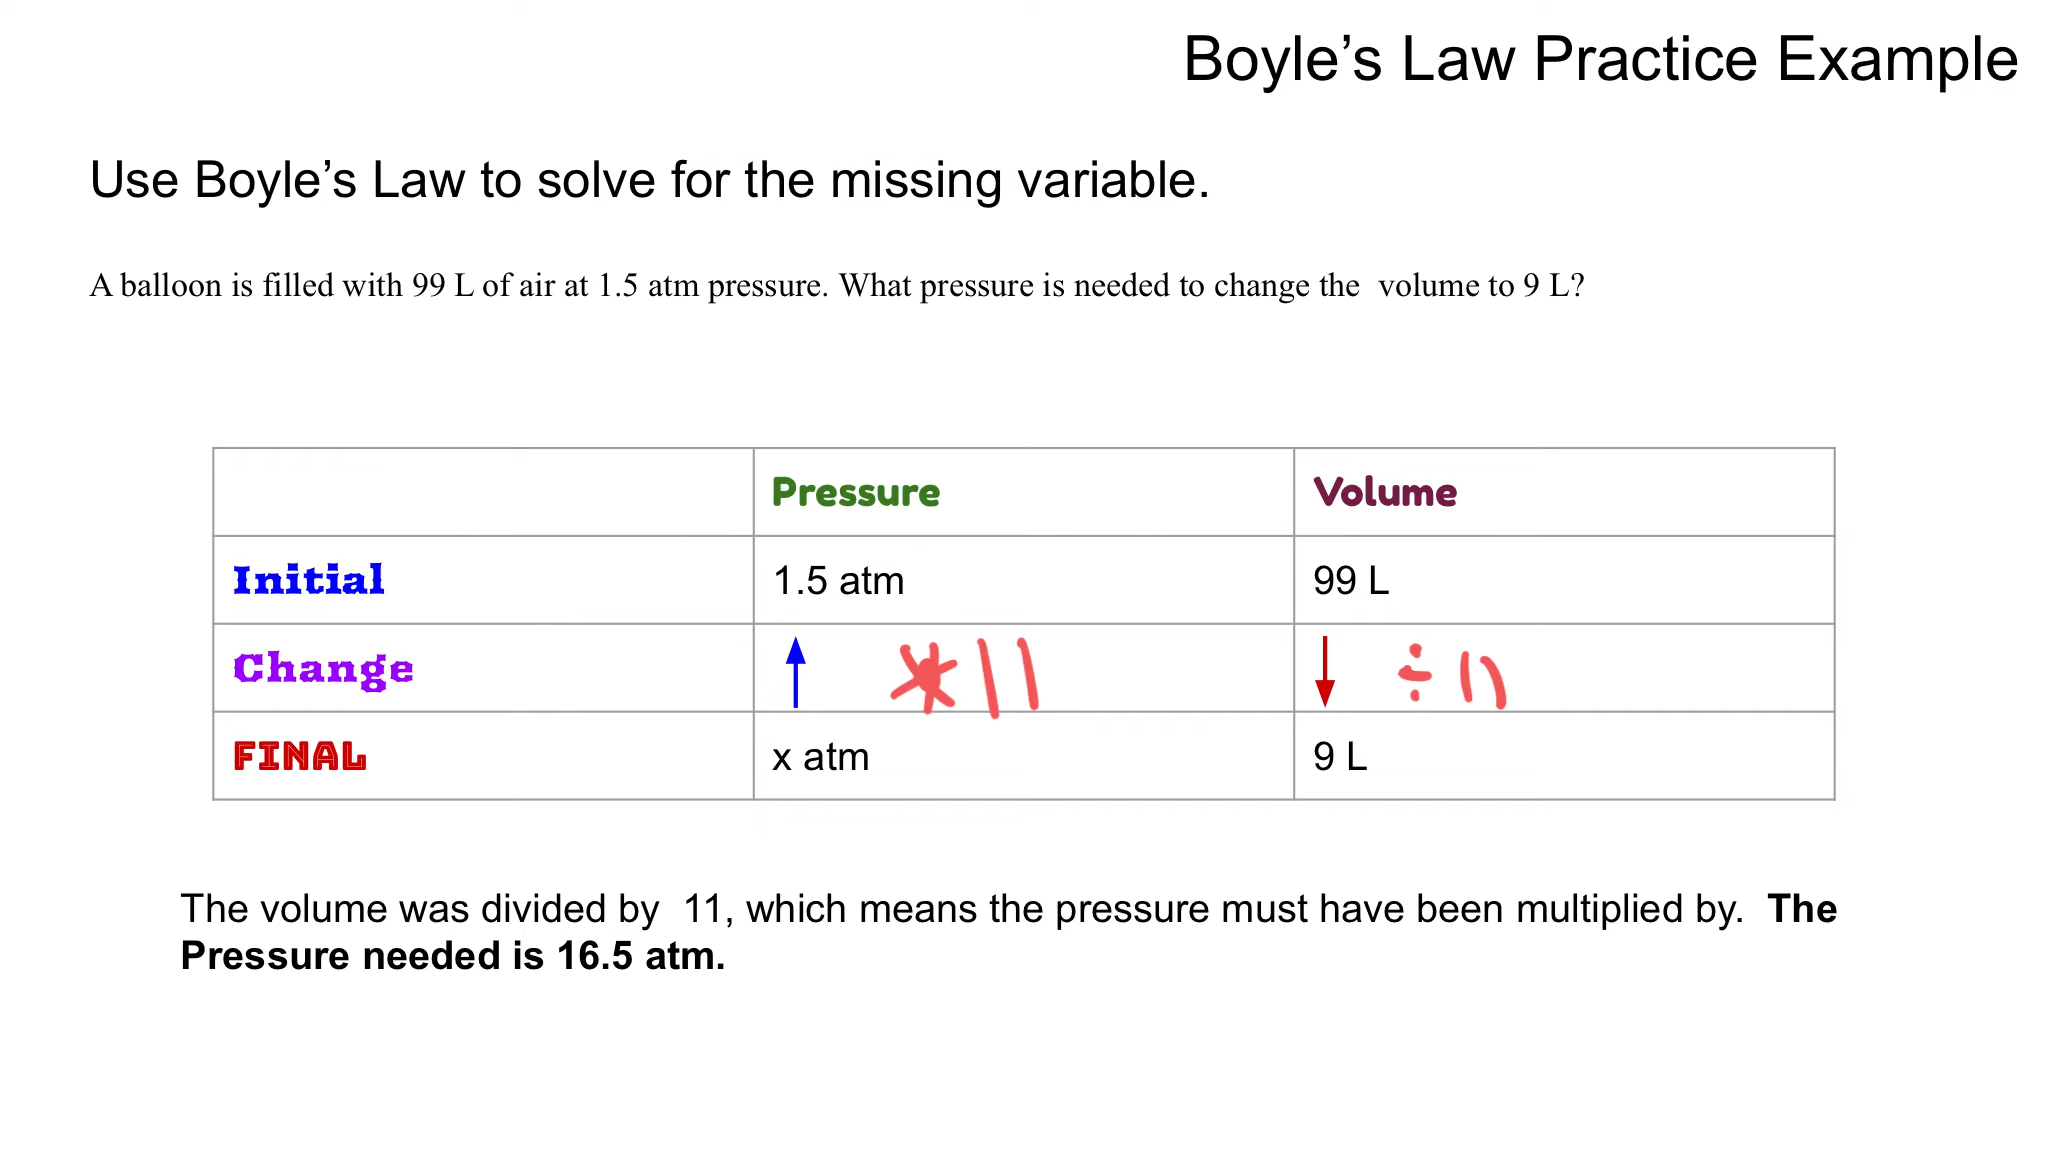 Boyle’s Law Practice Example
Use Boyle’s Law to solve for the missing variable.
A balloon is filled with 99 L of air at 1.5 atm pressure. What pressure is needed to change the  volume to 9 L?
Pressure Volume
Initial 1.5 atm 99 L
Change * 11 ÷ 11
FINAL x atm 9 L
The volume was divided by  11, which means the pressure must have been multiplied by.  The
Pressure needed is 16.5 atm.